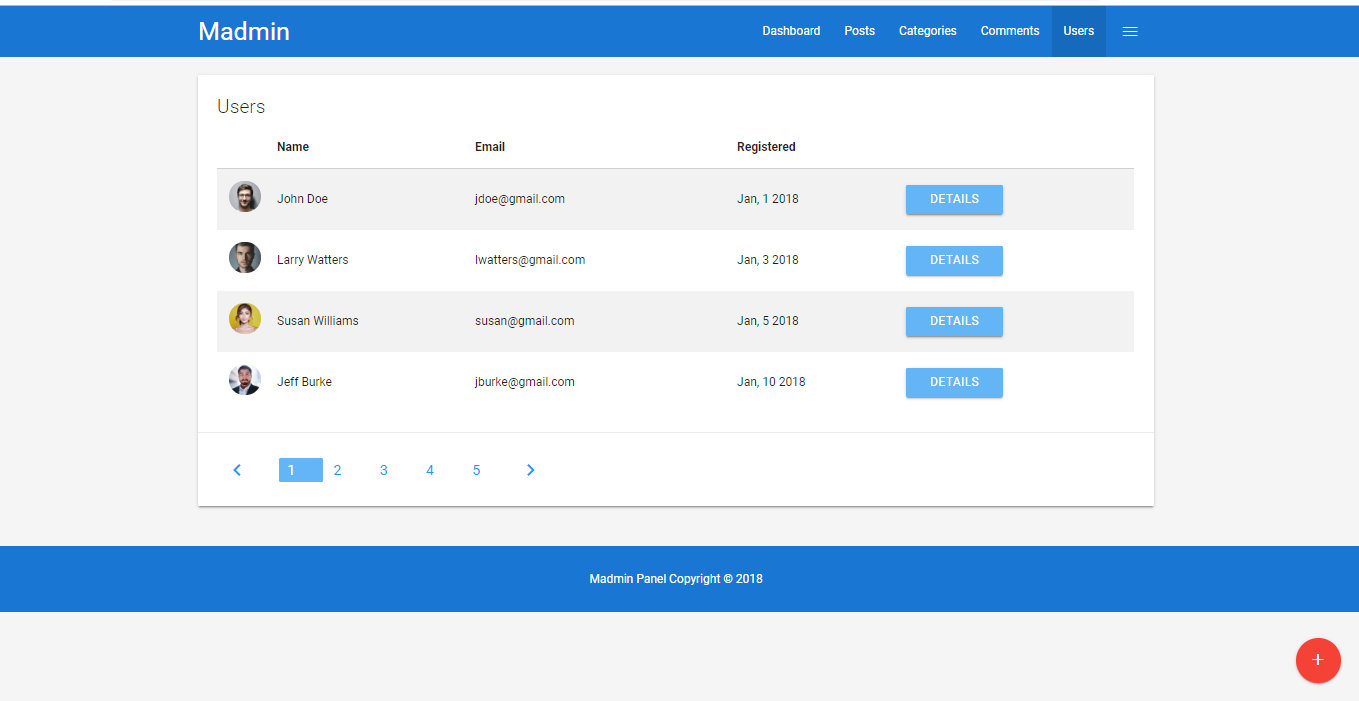 Madmin Dashboard Posts Categories Comments Users
Users
Name Email Registered
John Doe jdoe@gmail.com Jan, 1 2018 DETAILS
Larry Watters lwatters@gmail.com Jan, 3 2018 DETAILS
Susan Williams susan@gmail.com Jan, 5 2018 DETAILS
Jeff Burke jburke@gmail.com Jan, 10 2018 DETAILS
1 2 3 4 5
Madmin Panel Copyright © 2018
+